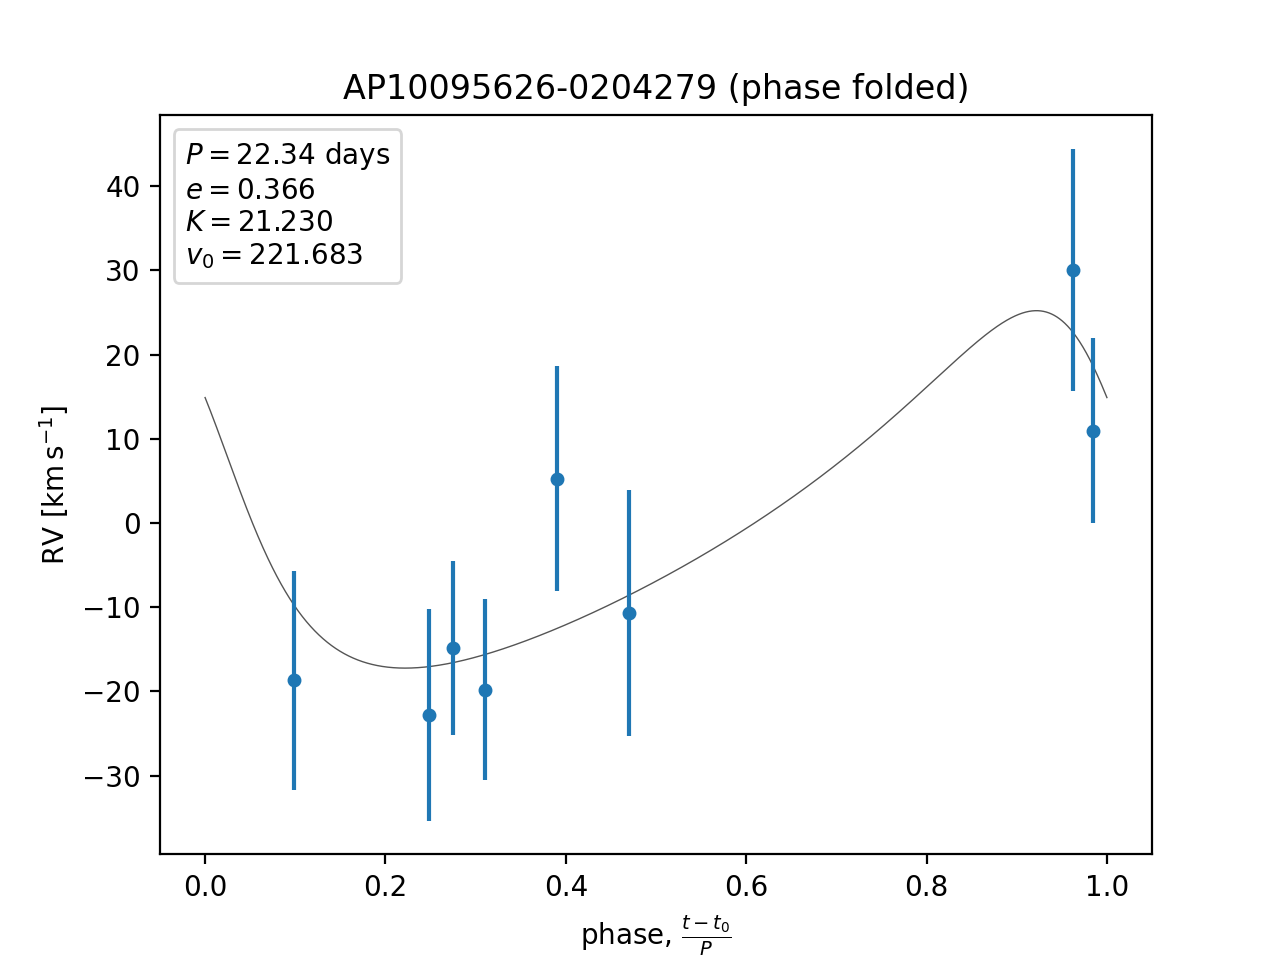 AP10095626-0204279 (phase folded)
P = 22.34 days
e = 0.366
K = 21.230
v₀ = 221.683
RV [km s⁻¹]
40
30
20
10
0
−10
−20
−30
0.0 0.2 0.4 0.6 0.8 1.0
phase, (t − t₀)/P